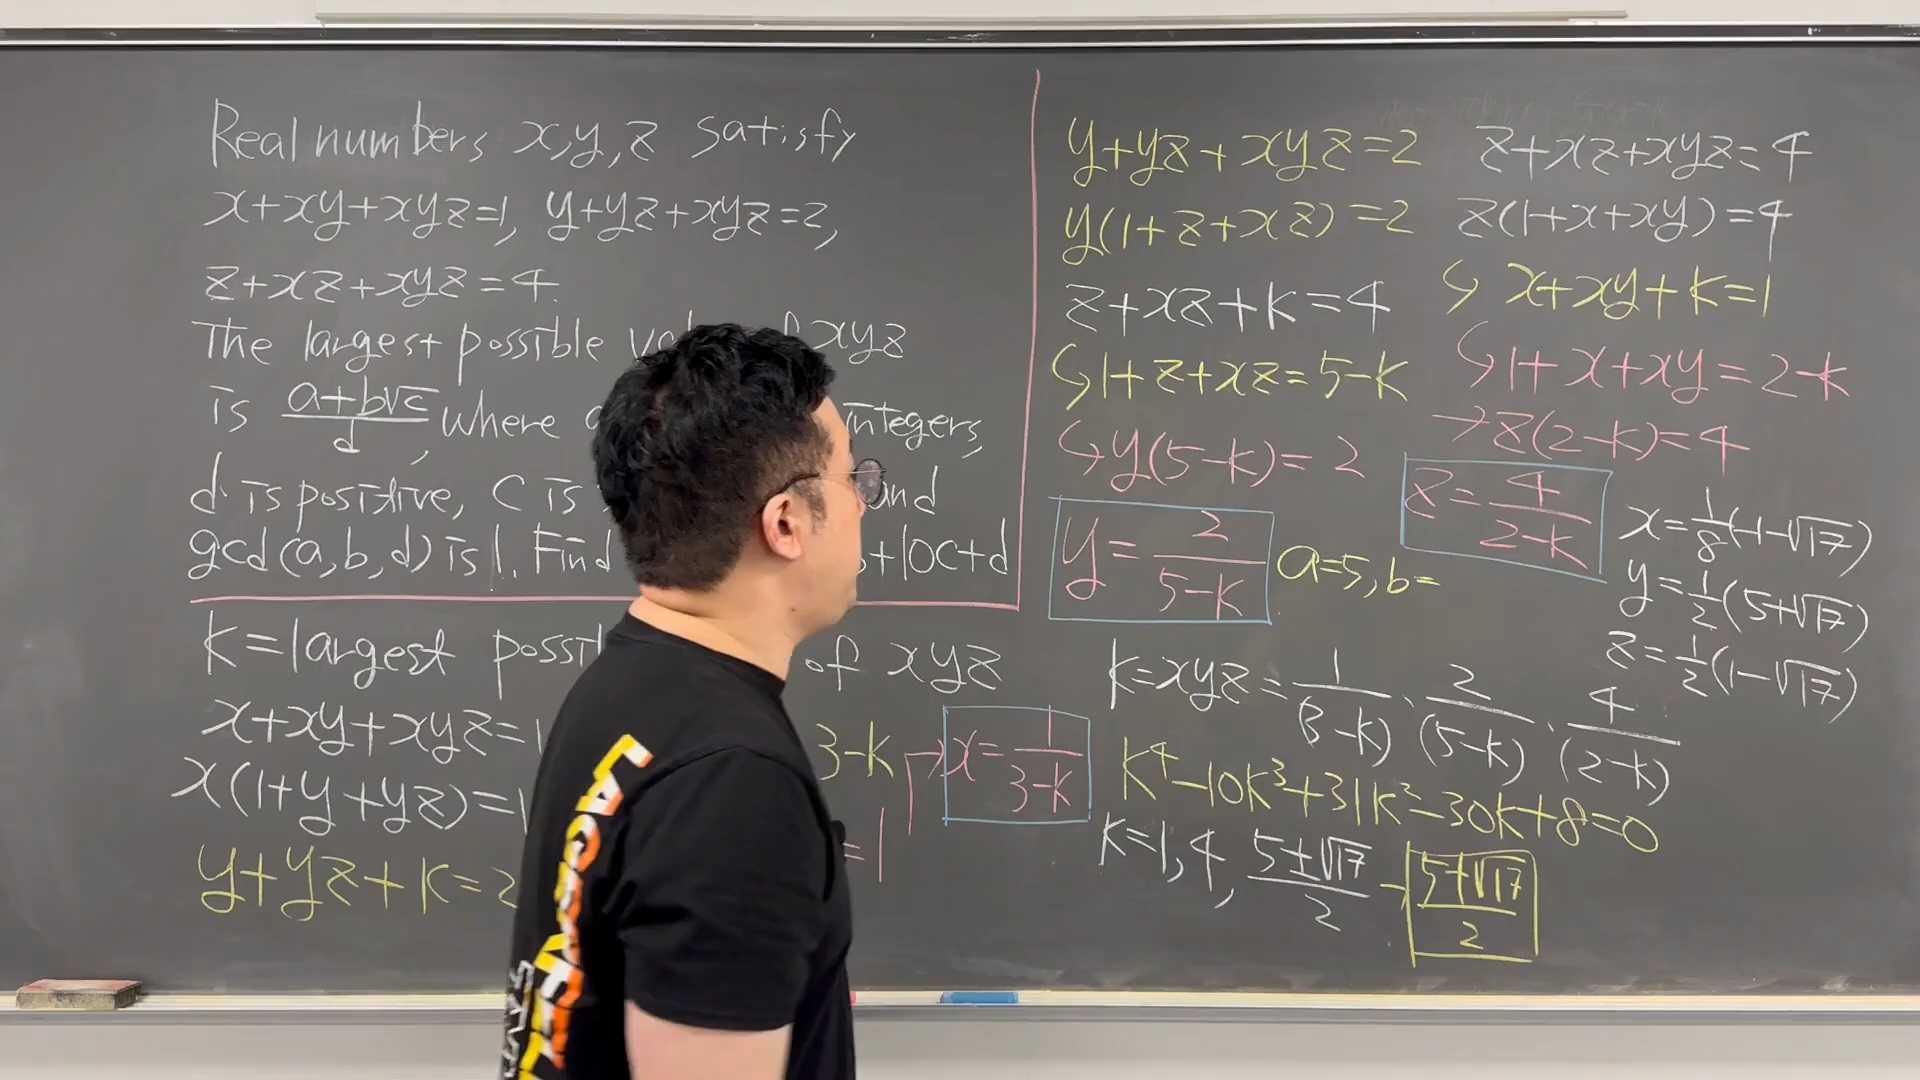 Real numbers x,y,z satisfy
x+xy+xyz=1, y+yz+xyz=2,
z+xz+xyz=4.
The largest possible xyz
is (a+b√c)/d, where integers,
d is positive, c is and
gcd(a,b,d) is 1. Find +10c+d
k=largest of xyz
x+xy+xyz=1
x(1+y+yz)=1
y+yz+k=2
3-k
=1
x=1/(3-k)
y+yz+xyz=2
y(1+z+xz)=2
z+xz+k=4
↳1+z+xz=5-k
↳y(5-k)=2
y=2/(5-k)
z+xz+xyz=4
z(1+x+xy)=4
↳ x+xy+k=1
↳1+x+xy=2-k
→z(2-k)=4
z=4/(2-k)
a=5, b=
x=1/8(-1-√17)
y=1/2(5+√17)
z=1/2(1-√17)
k=xyz=1/(3-k)·2/(5-k)·4/(2-k)
k⁴-10k³+31k²-30k+8=0
k=1,4, (5±√17)/2 → (5+√17)/2